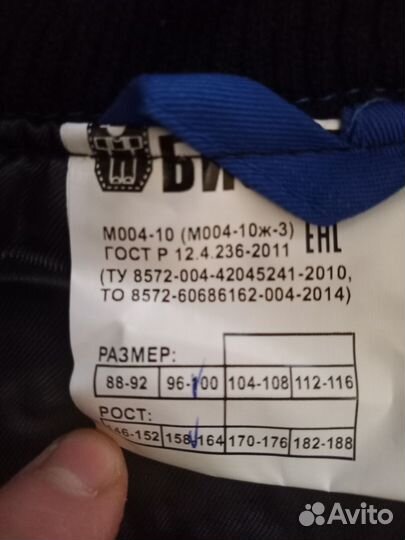 М004-10 (М004-10ж-3) EAC
ГОСТ Р 12.4.236-2011
(ТУ 8572-004-42045241-2010,
ТО 8572-60686162-004-2014)
РАЗМЕР:
88-92 96-100 104-108 112-116
РОСТ:
146-152 158-164 170-176 182-188
Avito